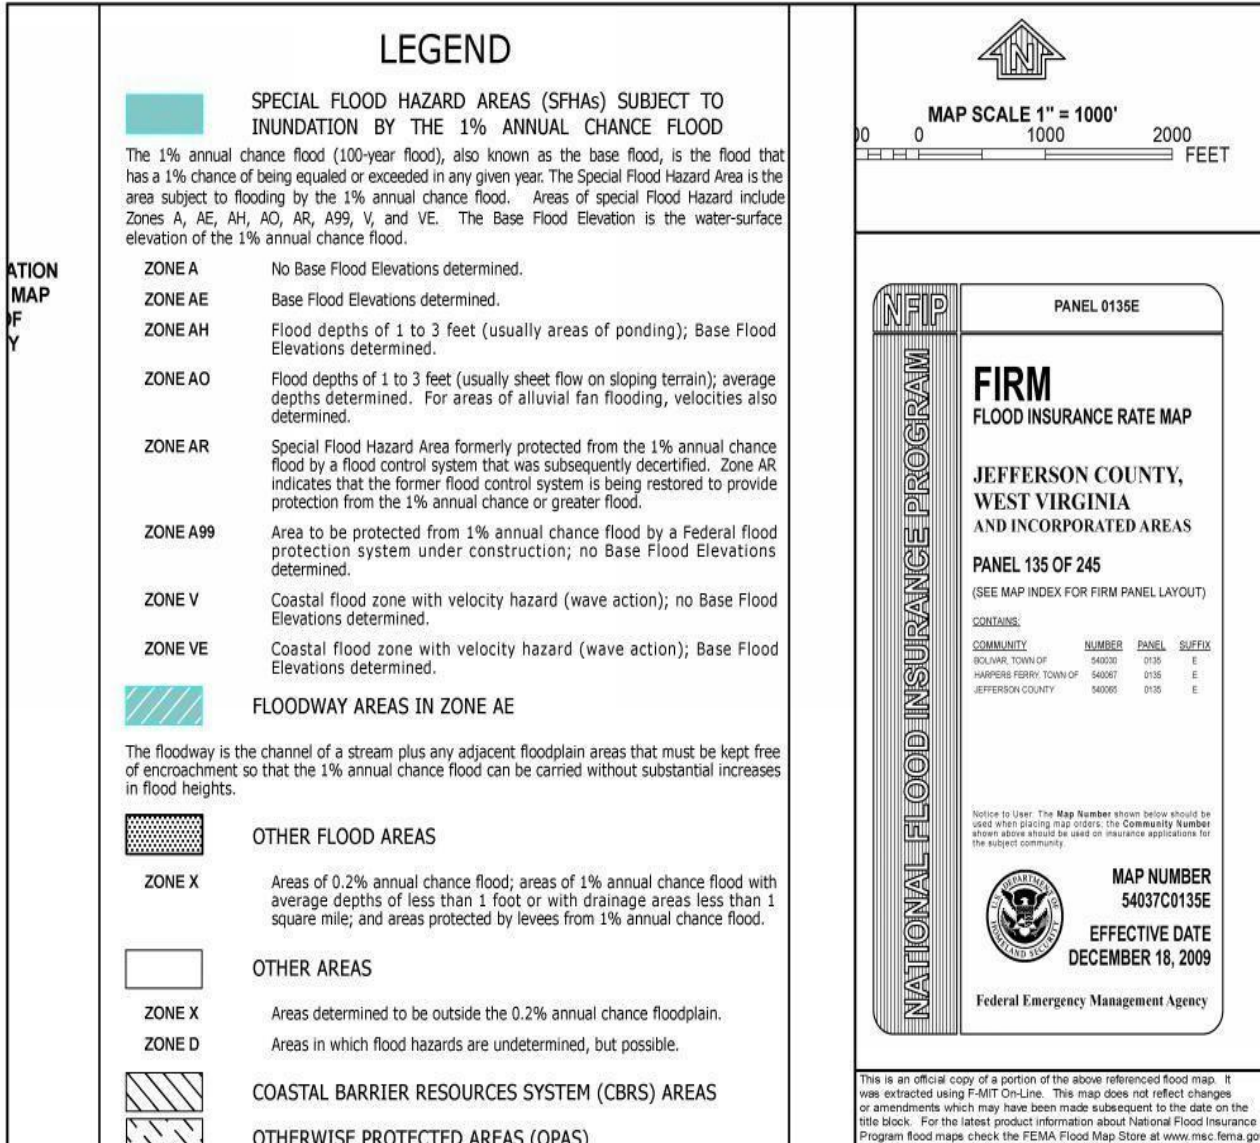 ATION
MAP
OF
Y
LEGEND
SPECIAL FLOOD HAZARD AREAS (SFHAs) SUBJECT TO
INUNDATION BY THE 1% ANNUAL CHANCE FLOOD
The 1% annual chance flood (100-year flood), also known as the base flood, is the flood that
has a 1% chance of being equaled or exceeded in any given year. The Special Flood Hazard Area is the
area subject to flooding by the 1% annual chance flood. Areas of special Flood Hazard include
Zones A, AE, AH, AO, AR, A99, V, and VE. The Base Flood Elevation is the water-surface
elevation of the 1% annual chance flood.
ZONE A No Base Flood Elevations determined.
ZONE AE Base Flood Elevations determined.
ZONE AH Flood depths of 1 to 3 feet (usually areas of ponding); Base Flood
Elevations determined.
ZONE AO Flood depths of 1 to 3 feet (usually sheet flow on sloping terrain); average
depths determined. For areas of alluvial fan flooding, velocities also
determined.
ZONE AR Special Flood Hazard Area formerly protected from the 1% annual chance
flood by a flood control system that was subsequently decertified. Zone AR
indicates that the former flood control system is being restored to provide
protection from the 1% annual chance or greater flood.
ZONE A99 Area to be protected from 1% annual chance flood by a Federal flood
protection system under construction; no Base Flood Elevations
determined.
ZONE V Coastal flood zone with velocity hazard (wave action); no Base Flood
Elevations determined.
ZONE VE Coastal flood zone with velocity hazard (wave action); Base Flood
Elevations determined.
FLOODWAY AREAS IN ZONE AE
The floodway is the channel of a stream plus any adjacent floodplain areas that must be kept free
of encroachment so that the 1% annual chance flood can be carried without substantial increases
in flood heights.
OTHER FLOOD AREAS
ZONE X Areas of 0.2% annual chance flood; areas of 1% annual chance flood with
average depths of less than 1 foot or with drainage areas less than 1
square mile; and areas protected by levees from 1% annual chance flood.
OTHER AREAS
ZONE X Areas determined to be outside the 0.2% annual chance floodplain.
ZONE D Areas in which flood hazards are undetermined, but possible.
COASTAL BARRIER RESOURCES SYSTEM (CBRS) AREAS
OTHERWISE PROTECTED AREAS (OPAS)
N
MAP SCALE 1" = 1000'
00 0 1000 2000
FEET
NFIP
NATIONAL FLOOD INSURANCE PROGRAM
PANEL 0135E
FIRM
FLOOD INSURANCE RATE MAP
JEFFERSON COUNTY,
WEST VIRGINIA
AND INCORPORATED AREAS
PANEL 135 OF 245
(SEE MAP INDEX FOR FIRM PANEL LAYOUT)
CONTAINS:
COMMUNITY NUMBER PANEL SUFFIX
BOLIVAR, TOWN OF 540030 0135 E
HARPERS FERRY, TOWN OF 540067 0135 E
JEFFERSON COUNTY 540065 0135 E
Notice to User: The Map Number shown below should be
used when placing map orders; the Community Number
shown above should be used on insurance applications for
the subject community.
U.S. DEPARTMENT OF
HOMELAND SECURITY
MAP NUMBER
54037C0135E
EFFECTIVE DATE
DECEMBER 18, 2009
Federal Emergency Management Agency
This is an official copy of a portion of the above referenced flood map. It
was extracted using F-MIT On-Line. This map does not reflect changes
or amendments which may have been made subsequent to the date on the
title block. For the latest product information about National Flood Insurance
Program flood maps check the FEMA Flood Map Store at www.msc.fema.go